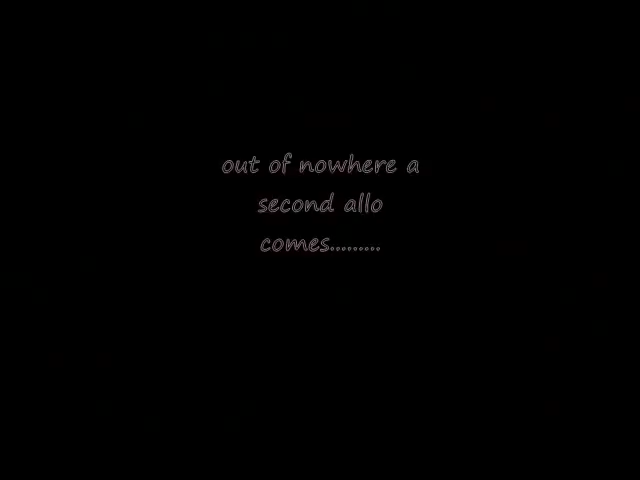 out of nowhere a
second allo
comes.........